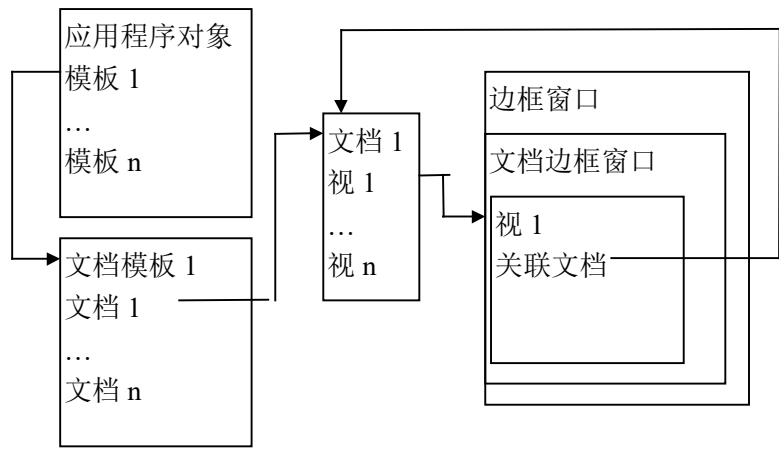 应用程序对象
模板 1
…
模板 n
文档模板 1
文档 1
…
文档 n
文档 1
视 1
…
视 n
边框窗口
文档边框窗口
视 1
关联文档